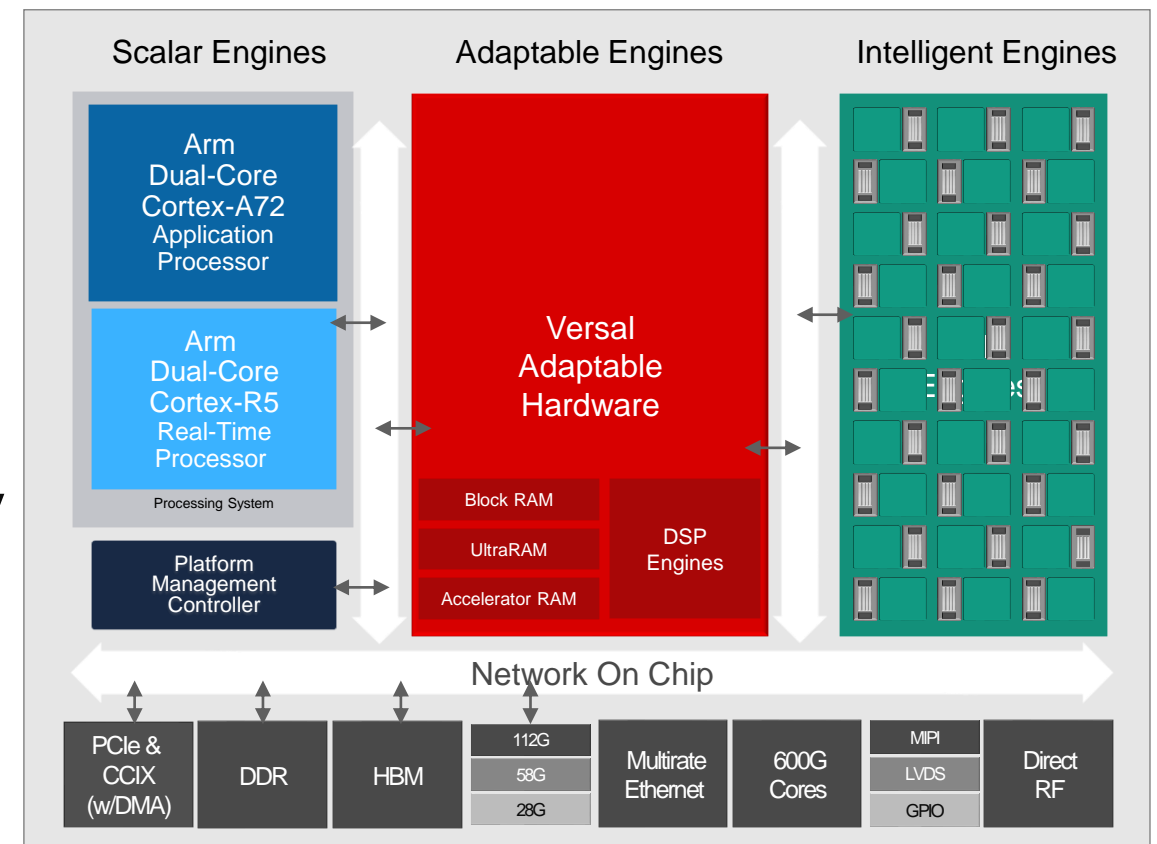 Scalar Engines
Adaptable Engines
Intelligent Engines
Arm
Dual-Core
Cortex-A72
Application
Processor
Arm
Dual-Core
Cortex-R5
Real-Time
Processor
Processing System
Platform
Management
Controller
Versal
Adaptable
Hardware
Block RAM
UltraRAM
Accelerator RAM
DSP
Engines
Network On Chip
PCIe &
CCIX
(w/DMA)
DDR
HBM
112G
58G
28G
Multirate
Ethernet
600G
Cores
MIPI
LVDS
GPIO
Direct
RF